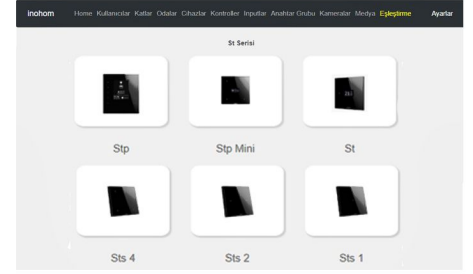 inohom Home Kullanıcılar Katlar Odalar Cihazlar Kontroller Inputlar Anahtar Grubu Kameralar Medya Eşleştirme Ayarlar
St Serisi
Stp Stp Mini St
Sts 4 Sts 2 Sts 1